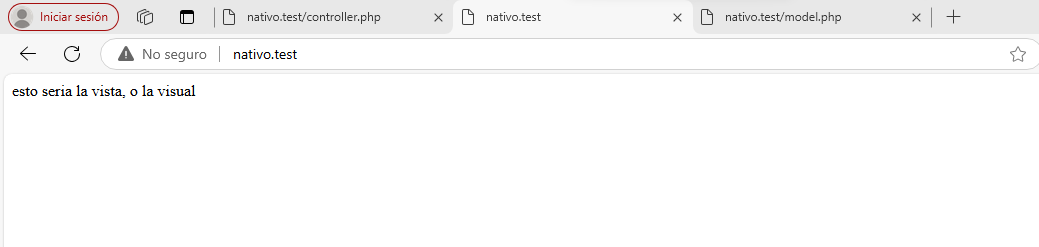 Iniciar sesión
nativo.test/controller.php
nativo.test
nativo.test/model.php
No seguro
nativo.test
esto seria la vista, o la visual